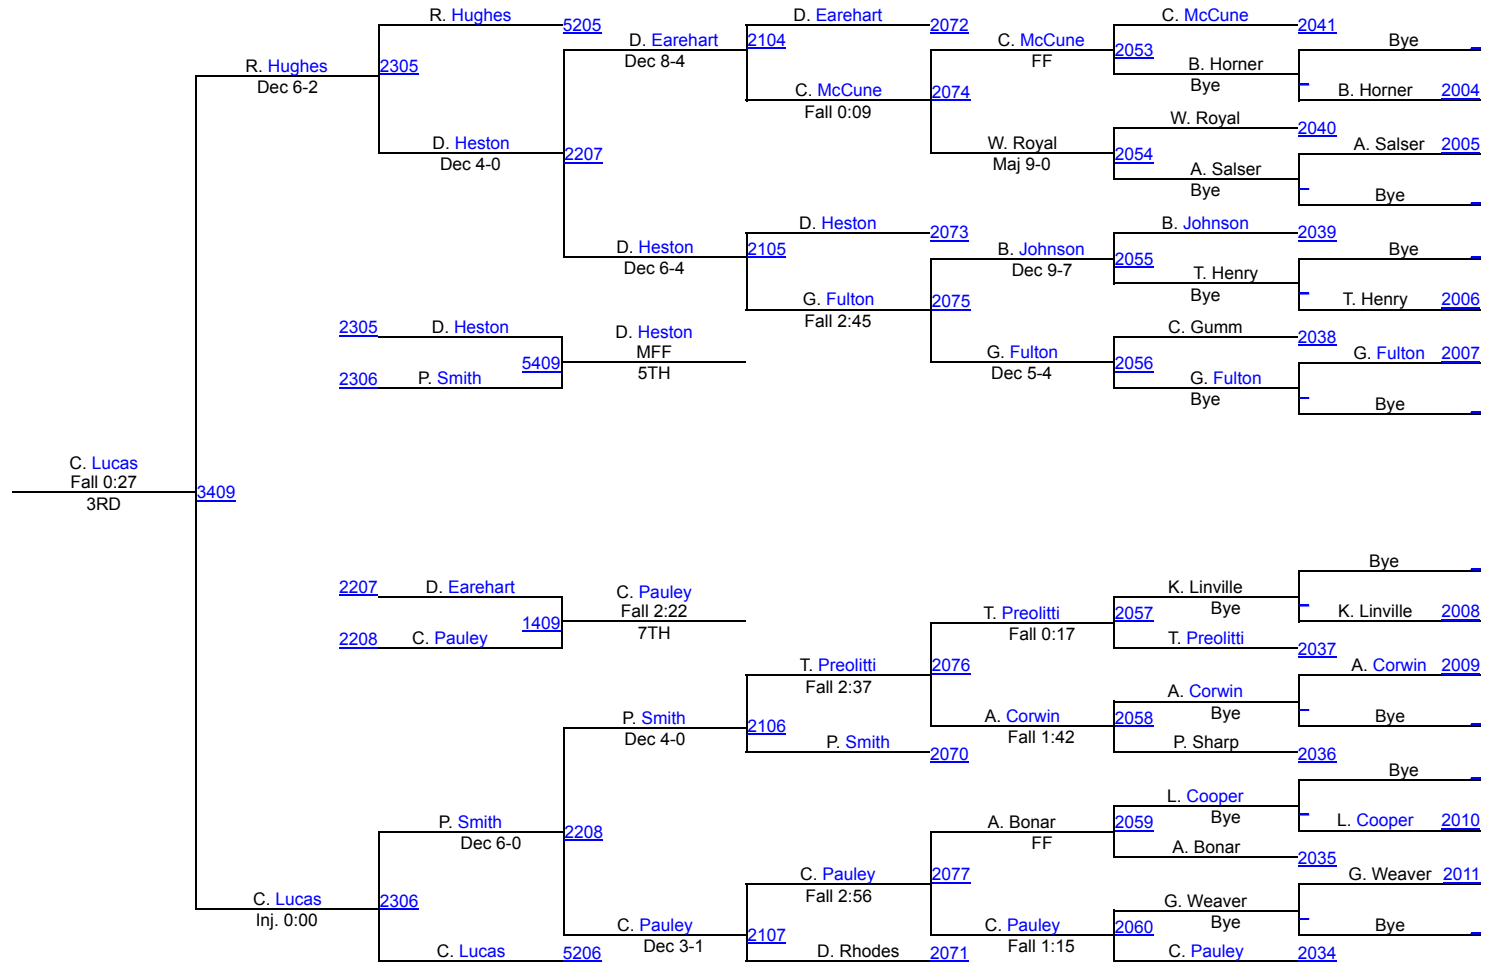 R. Hughes 5205
D. Earehart 2072
C. McCune 2041
D. Earehart 2104
Dec 8-4
C. McCune 2053
FF
Bye
R. Hughes 2305
Dec 6-2
B. Horner
Bye
C. McCune 2074
Fall 0:09
B. Horner 2004
W. Royal 2040
D. Heston 2207
Dec 4-0
W. Royal 2054
Maj 9-0
A. Salser 2005
A. Salser
Bye
Bye
D. Heston 2073
B. Johnson 2039
D. Heston 2105
Dec 6-4
B. Johnson 2055
Dec 9-7
Bye
T. Henry
Bye
G. Fulton 2075
Fall 2:45
T. Henry 2006
2305 D. Heston
D. Heston
MFF
5TH
C. Gumm 2038
5409
G. Fulton 2056
Dec 5-4
G. Fulton 2007
2306 P. Smith
G. Fulton
Bye
Bye
C. Lucas
Fall 0:27
3RD
3409
Bye
2207 D. Earehart
C. Pauley
Fall 2:22
7TH
K. Linville
Bye
1409
T. Preolitti 2057
Fall 0:17
K. Linville 2008
2208 C. Pauley
T. Preolitti 2037
T. Preolitti 2076
Fall 2:37
A. Corwin 2009
A. Corwin
Bye
P. Smith 2106
Dec 4-0
A. Corwin 2058
Fall 1:42
Bye
P. Smith 2070
P. Sharp 2036
Bye
L. Cooper
Bye
P. Smith 2208
Dec 6-0
A. Bonar 2059
FF
L. Cooper 2010
A. Bonar 2035
C. Pauley 2077
Fall 2:56
G. Weaver 2011
C. Lucas 2306
Inj. 0:00
G. Weaver
Bye
C. Pauley 2107
Dec 3-1
C. Pauley 2060
Fall 1:15
Bye
C. Lucas 5206
D. Rhodes 2071
C. Pauley 2034